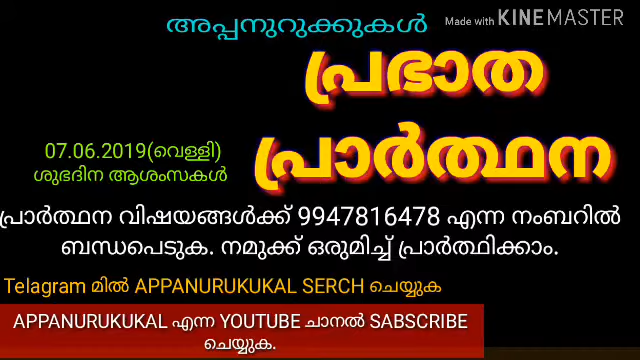 അപ്പനുറുക്കുകൾ
Made with KINEMASTER
പ്രഭാത
07.06.2019(വെള്ളി)
ശുഭദിന ആശംസകൾ
പ്രാർത്ഥന
പ്രാർത്ഥന വിഷയങ്ങൾക്ക് 9947816478 എന്ന നംബറിൽ
ബന്ധപെടുക. നമുക്ക് ഒരുമിച്ച് പ്രാർത്ഥിക്കാം.
Telagram മിൽ APPANURUKUKAL SERCH ചെയ്യുക
APPANURUKUKAL എന്ന YOUTUBE ചാനൽ SABSCRIBE
ചെയ്യുക.